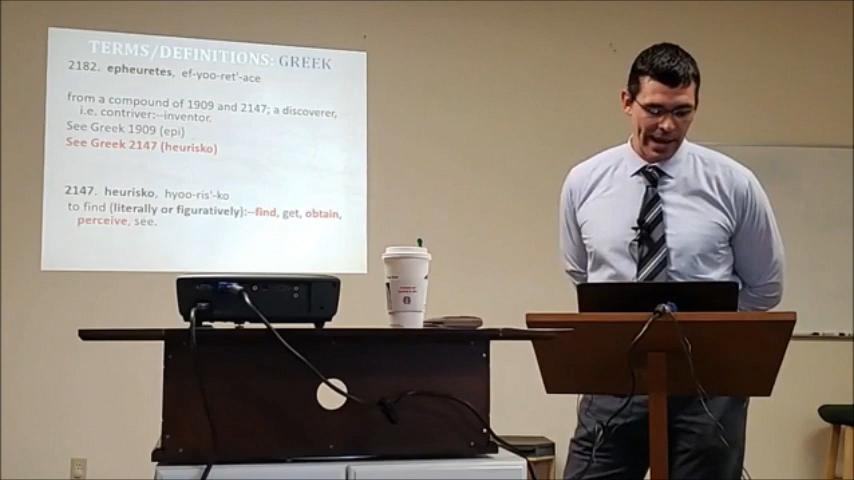 TERMS/DEFINITIONS: GREEK
2182. epheuretes, ef-yoo-ret'-ace
from a compound of 1909 and 2147; a discoverer,
i.e. contriver:--inventor.
See Greek 1909 (epi)
See Greek 2147 (heurisko)
2147. heurisko, hyoo-ris'-ko
to find (literally or figuratively):--find, get, obtain,
perceive, see.